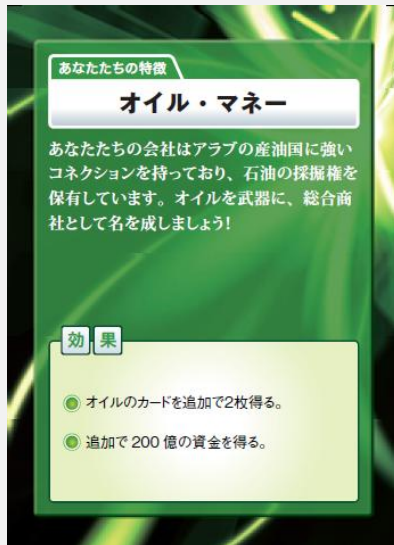 あなたたちの特徴
オイル・マネー
あなたたちの会社はアラブの産油国に強い
コネクションを持っており、石油の採掘権を
保有しています。オイルを武器に、総合商
社として名を成しましょう!
効果
オイルのカードを追加で2枚得る。
追加で 200 億の資金を得る。